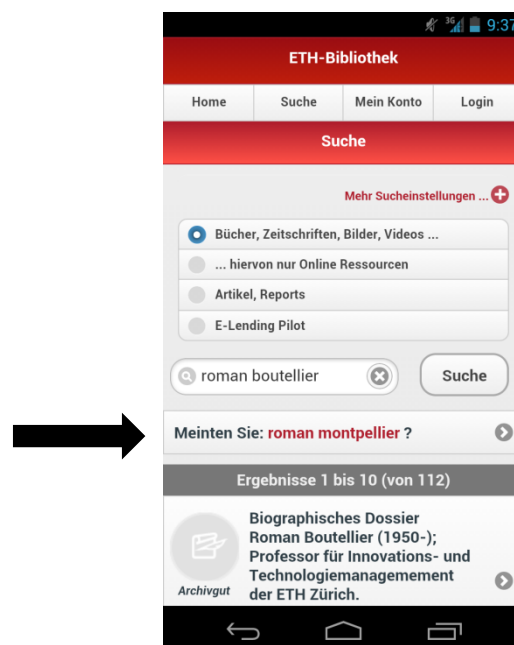 3G 9:37
ETH-Bibliothek
Home Suche Mein Konto Login
Suche
Mehr Sucheinstellungen ...
Bücher, Zeitschriften, Bilder, Videos ...
... hiervon nur Online Ressourcen
Artikel, Reports
E-Lending Pilot
roman boutellier Suche
Meinten Sie: roman montpellier ?
Ergebnisse 1 bis 10 (von 112)
Biographisches Dossier
Roman Boutellier (1950-);
Professor für Innovations- und
Technologiemanagemement
Archivgut der ETH Zürich.